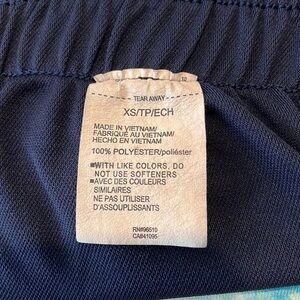 TEAR AWAY
XS/TP/ECH
MADE IN VIETNAM/
FABRIQUÉ AU VIETNAM/
HECHO EN VIETNAM
100% POLYESTER/poliéster
■WITH LIKE COLORS, DO
NOT USE SOFTENERS
■AVEC DES COULEURS
SIMILAIRES
NE PAS UTILISER
D'ASSOUPLISSANTS
RN#96510
CA#41095